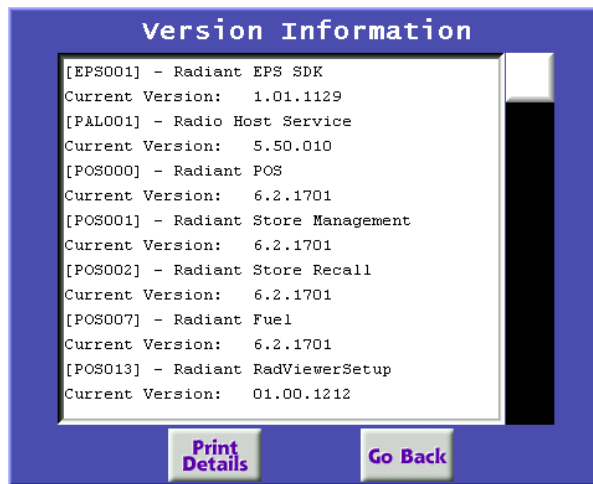 Version Information
[EPS001] - Radiant EPS SDK
Current Version: 1.01.1129
[PAL001] - Radio Host Service
Current Version: 5.50.010
[POS000] - Radiant POS
Current Version: 6.2.1701
[POS001] - Radiant Store Management
Current Version: 6.2.1701
[POS002] - Radiant Store Recall
Current Version: 6.2.1701
[POS007] - Radiant Fuel
Current Version: 6.2.1701
[POS013] - Radiant RadViewerSetup
Current Version: 01.00.1212
Print
Details
Go Back